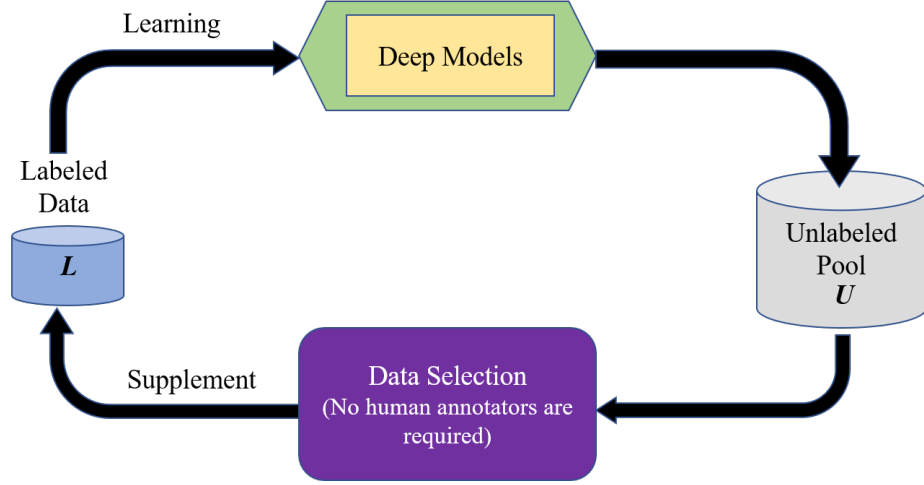 Learning
Deep Models
Labeled
Data
L
Unlabeled
Pool
U
Supplement
Data Selection
(No human annotators are
required)